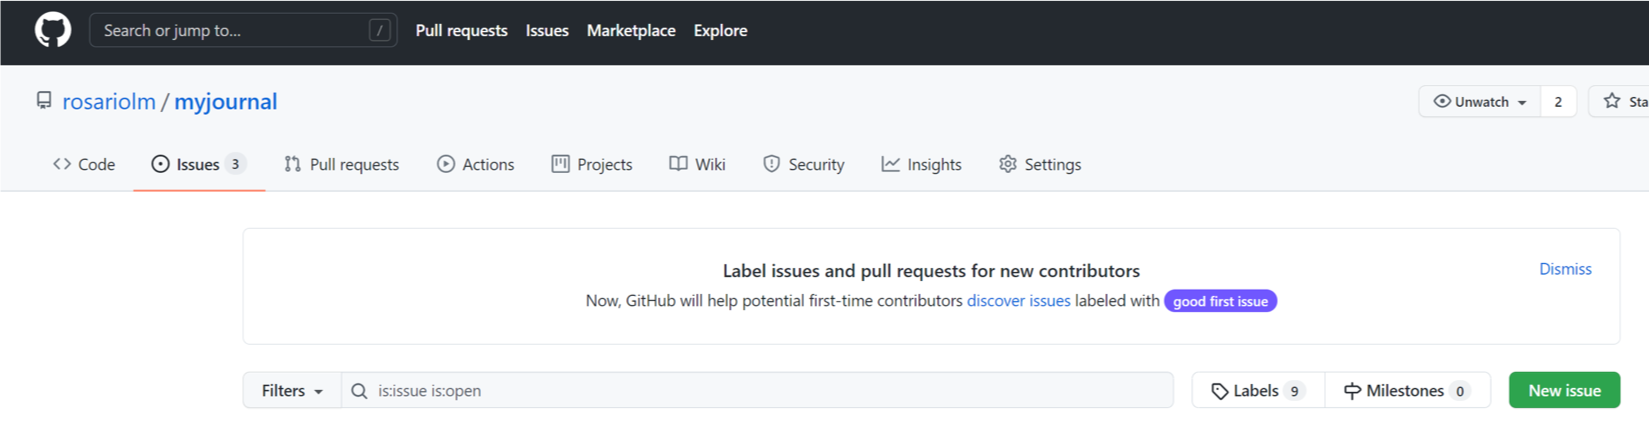 Search or jump to... / Pull requests Issues Marketplace Explore
rosariolm / myjournal Unwatch 2
Code Issues 3 Pull requests Actions Projects Wiki Security Insights Settings
Label issues and pull requests for new contributors Dismiss
Now, GitHub will help potential first-time contributors discover issues labeled with good first issue
Filters is:issue is:open Labels 9 Milestones 0 New issue